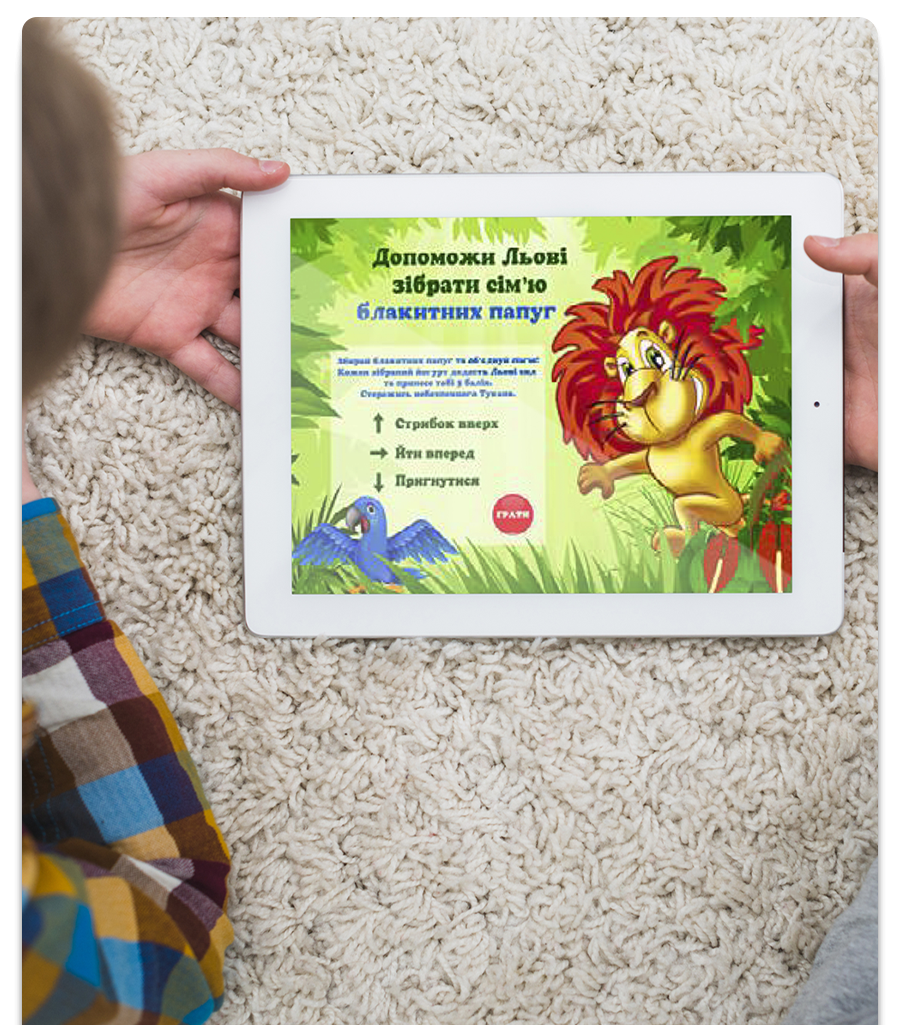 Допоможи Льові
зібрати сім'ю
блакитних папуг
Збирай блакитних папуг та об'єднуй сім'ю!
Кожен зібраний йогурт додасть Льові сил
та принесе тобі 5 балів.
Стережись небезпечного Тукана.
Стрибок вверх
Йти вперед
Пригнутися
ГРАТИ